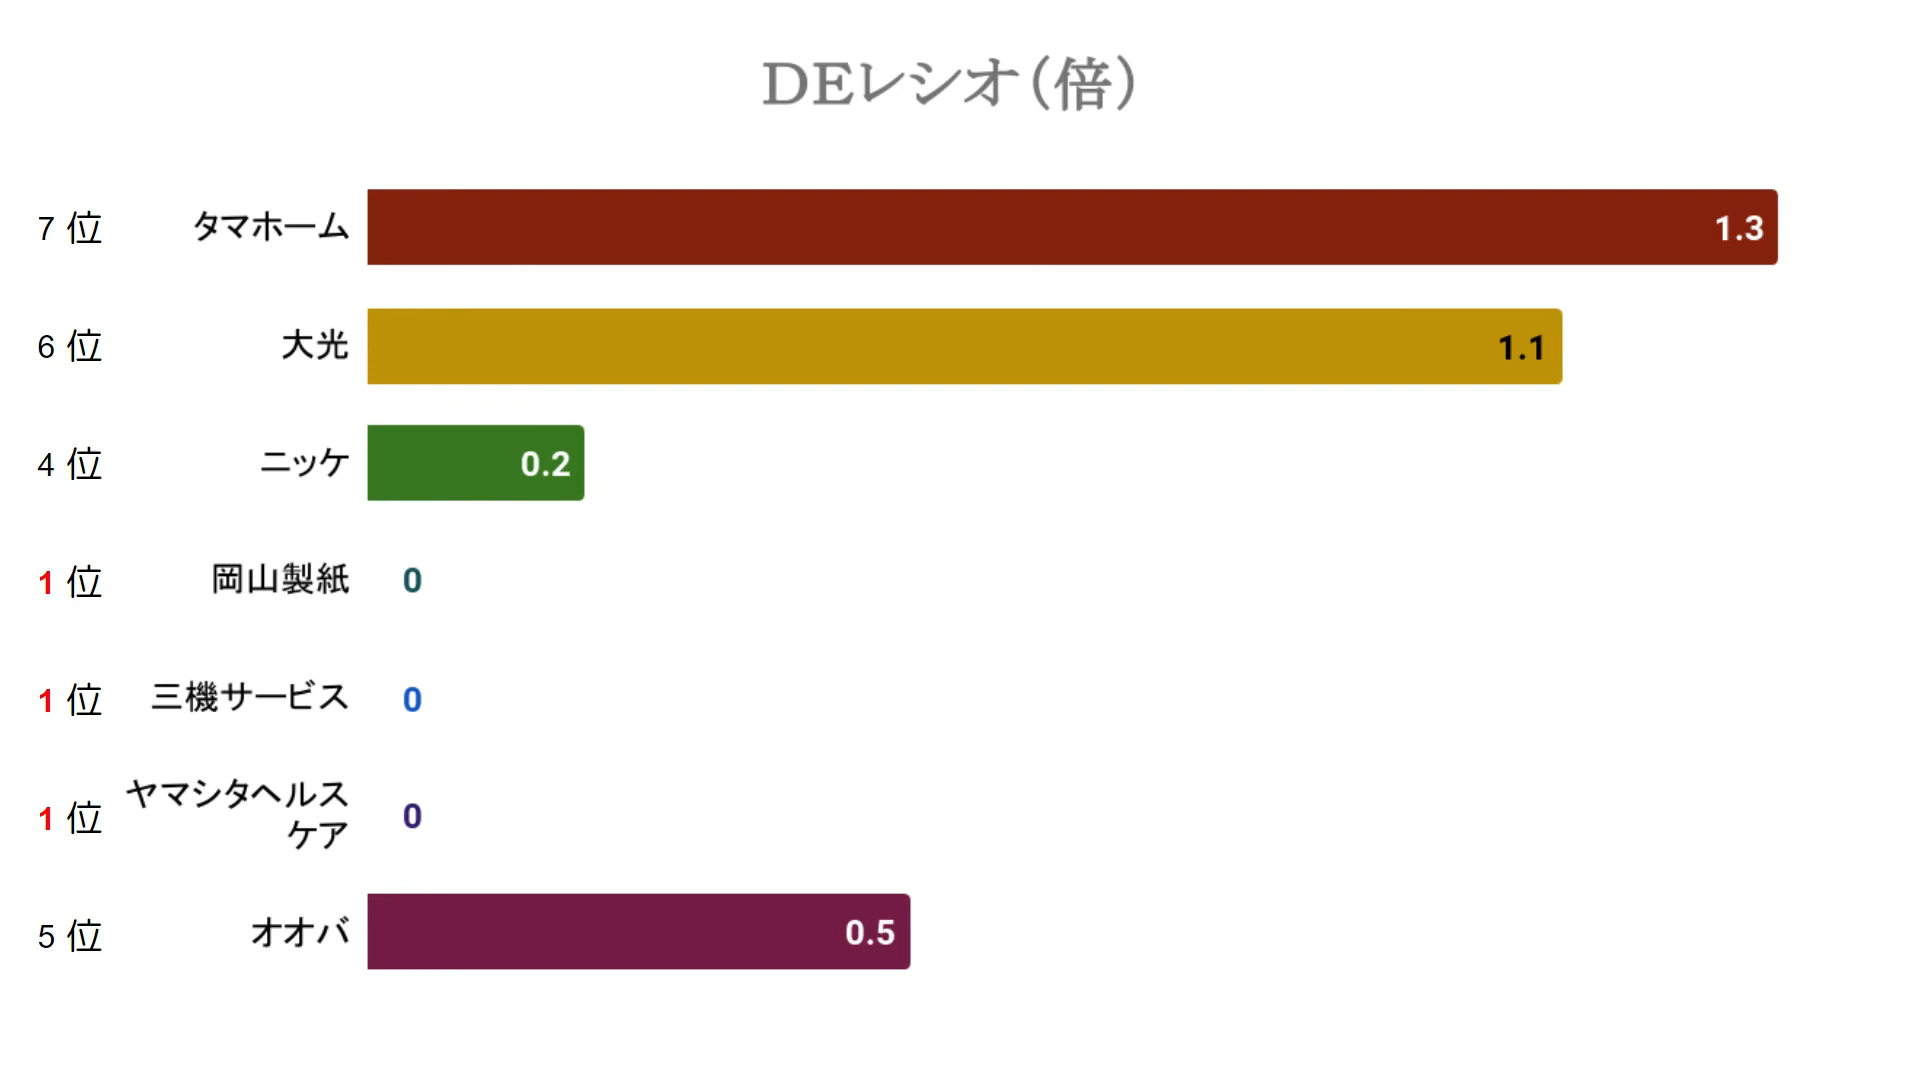 DEレシオ（倍）
7 位 タマホーム 1.3
6 位 大光 1.1
4 位 ニッケ 0.2
1 位 岡山製紙 0
1 位 三機サービス 0
1 位 ヤマシタヘルス
ケア 0
5 位 オオバ 0.5